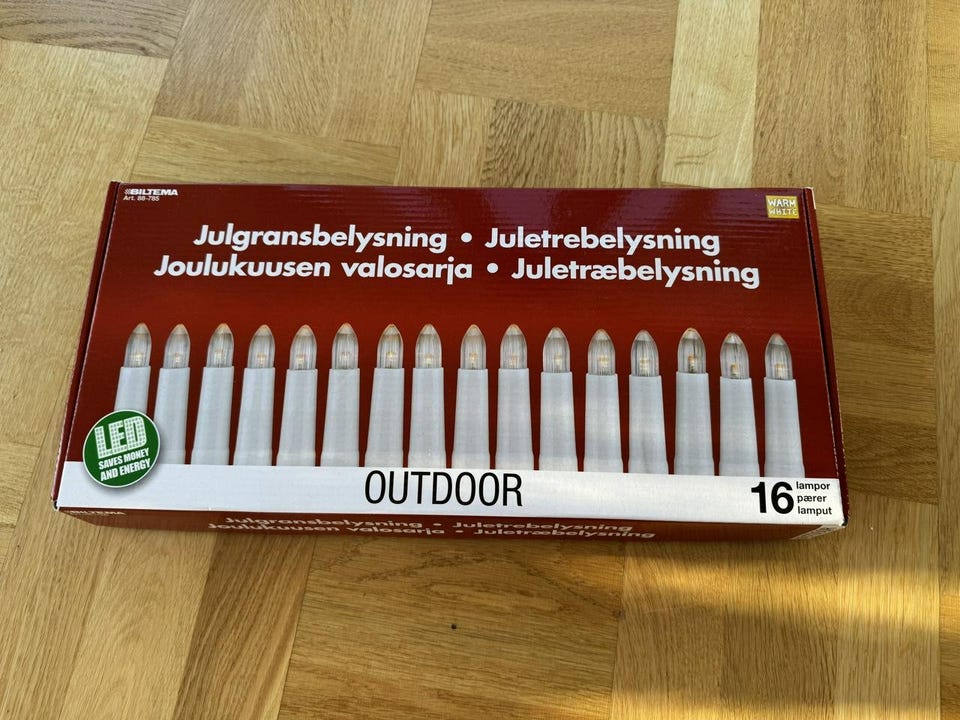 BILTEMA
Art. 88-785
WARM
WHITE
Julgransbelysning • Juletrebelysning
Joulukuusen valosarja • Juletræbelysning
LED
SAVES MONEY
AND ENERGY
OUTDOOR
16 lampor
pærer
lamput
BILTEMA
Julgransbelysning • Juletrebelysning
Joulukuusen valosarja • Juletræbelysning